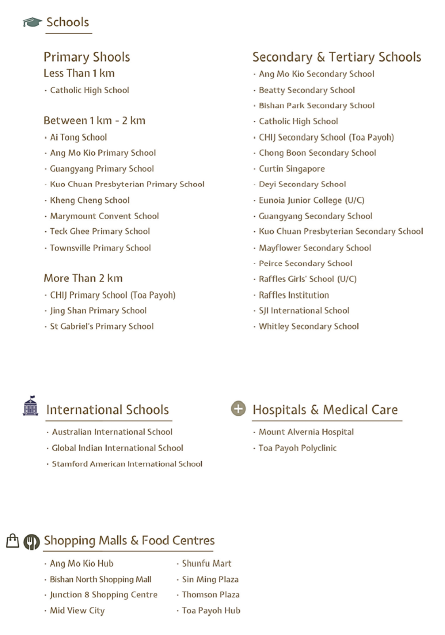 Schools
Primary Shools
Less Than 1 km
· Catholic High School
Between 1 km - 2 km
· Ai Tong School
· Ang Mo Kio Primary School
· Guangyang Primary School
· Kuo Chuan Presbyterian Primary School
· Kheng Cheng School
· Marymount Convent School
· Teck Ghee Primary School
· Townsville Primary School
More Than 2 km
· CHIJ Primary School (Toa Payoh)
· Jing Shan Primary School
· St Gabriel's Primary School
Secondary & Tertiary Schools
· Ang Mo Kio Secondary School
· Beatty Secondary School
· Bishan Park Secondary School
· Catholic High School
· CHIJ Secondary School (Toa Payoh)
· Chong Boon Secondary School
· Curtin Singapore
· Deyi Secondary School
· Eunoia Junior College (U/C)
· Guangyang Secondary School
· Kuo Chuan Presbyterian Secondary School
· Mayflower Secondary School
· Peirce Secondary School
· Raffles Girls' School (U/C)
· Raffles Institution
· SJI International School
· Whitley Secondary School
International Schools
· Australian International School
· Global Indian International School
· Stamford American International School
Hospitals & Medical Care
· Mount Alvernia Hospital
· Toa Payoh Polyclinic
Shopping Malls & Food Centres
· Ang Mo Kio Hub
· Bishan North Shopping Mall
· Junction 8 Shopping Centre
· Mid View City
· Shunfu Mart
· Sin Ming Plaza
· Thomson Plaza
· Toa Payoh Hub